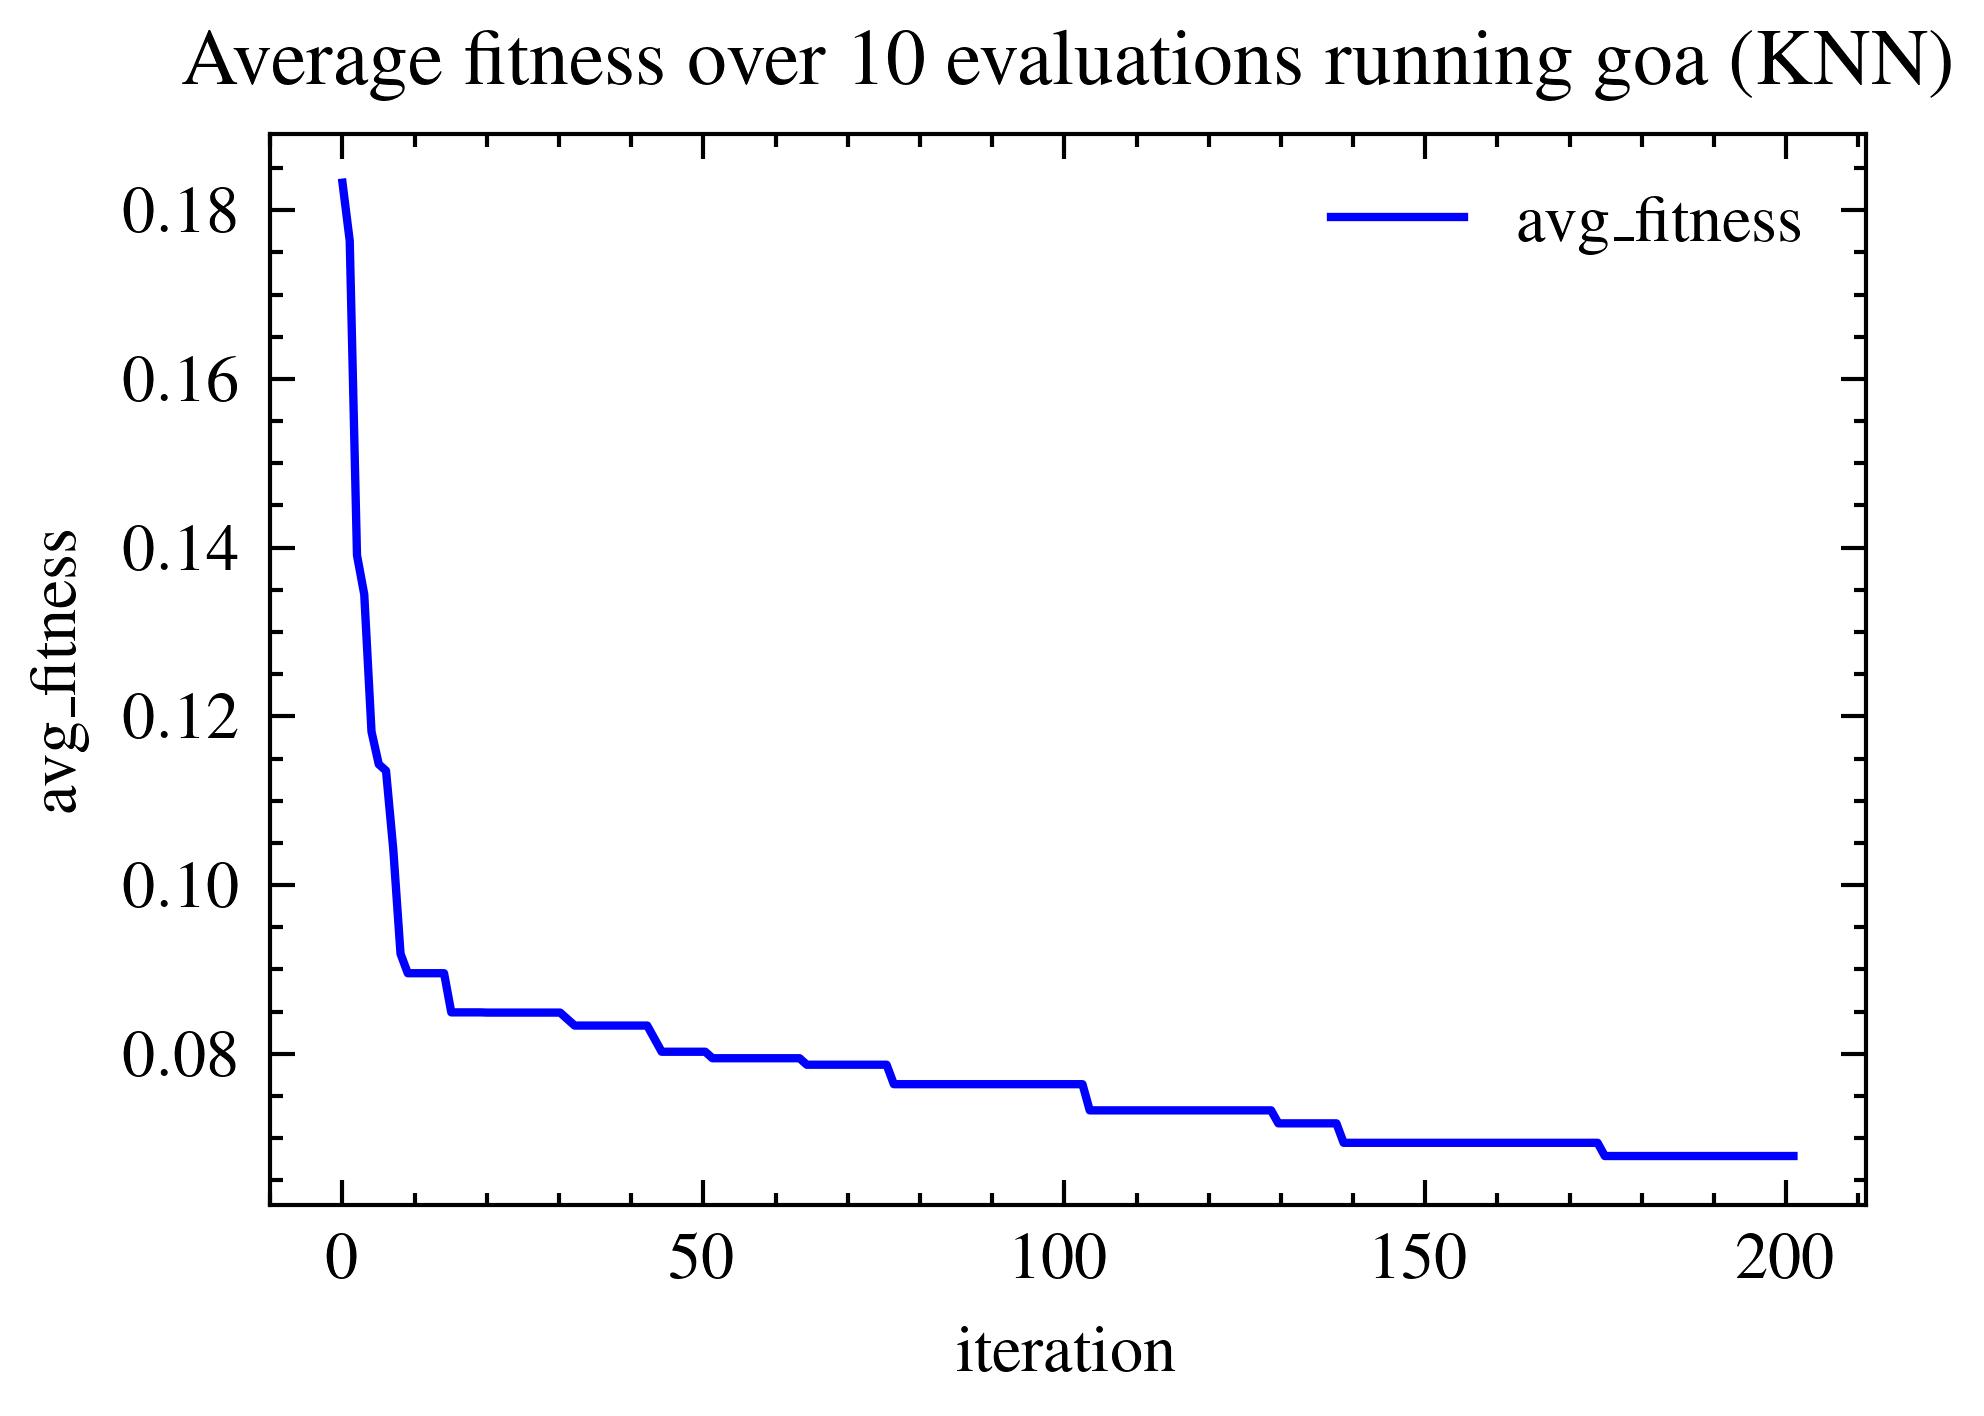 Average fitness over 10 evaluations running goa (KNN)
avg_fitness
0.18
0.16
0.14
0.12
0.10
0.08
avg_fitness
0 50 100 150 200
iteration